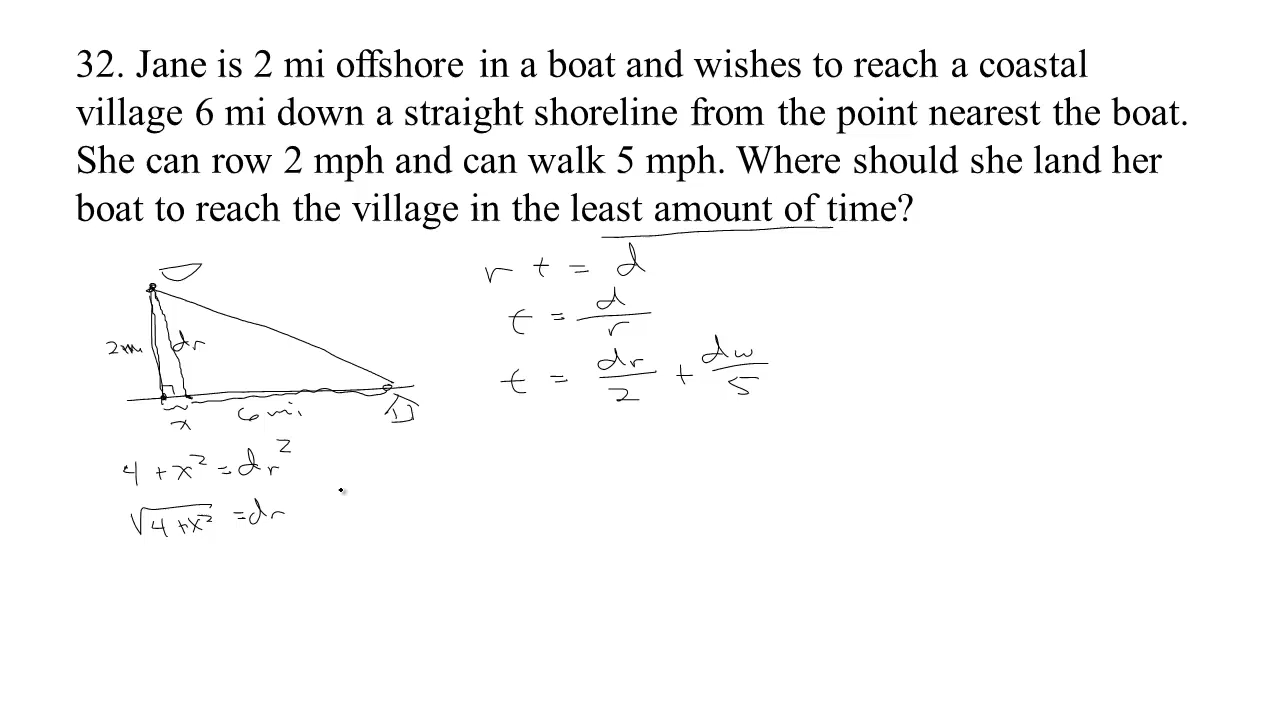 32. Jane is 2 mi offshore in a boat and wishes to reach a coastal
village 6 mi down a straight shoreline from the point nearest the boat.
She can row 2 mph and can walk 5 mph. Where should she land her
boat to reach the village in the least amount of time?
r t = d
t = d/r
t = dr/2 + dw/5
2mi
dr
x
6 mi
4 + x² = dr²
√4+x² = dr